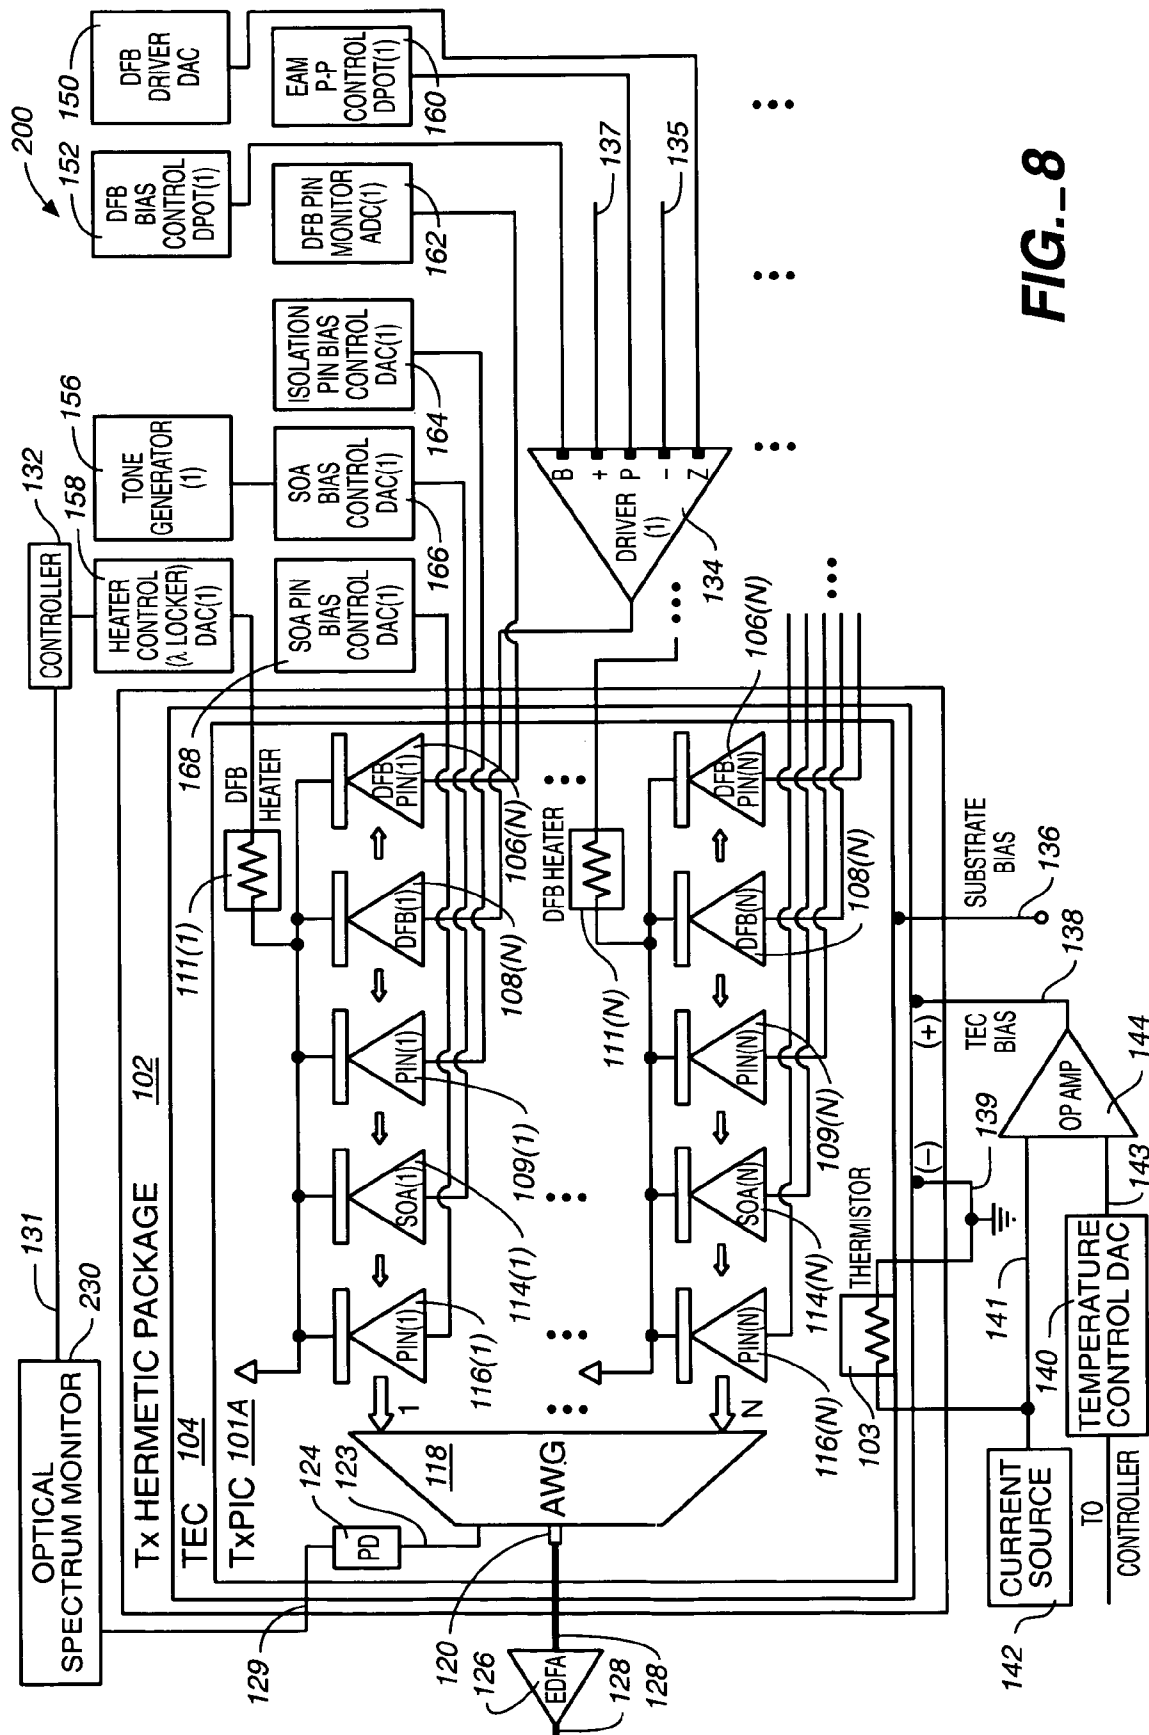 200
150
DFB
DRIVER
DAC
152
DFB
BIAS
CONTROL
DPOT(1)
EAM
P-P
CONTROL
DPOT(1)
160
DFB PIN
MONITOR
ADC(1)
162
ISOLATION
PIN BIAS
CONTROL
DAC(1)
164
156
TONE
GENERATOR
(1)
SOA
BIAS
CONTROL
DAC(1)
166
132
CONTROLLER
158
HEATER
CONTROL
(λ LOCKER)
DAC(1)
SOA PIN
BIAS
CONTROL
DAC(1)
168
131
230
OPTICAL
SPECTRUM MONITOR
137
135
B
+
P
-
Z
DRIVER
(1)
134
Tx HERMETIC PACKAGE 102
TEC 104
TxPIC 101A
DFB
HEATER
111(1)
PIN(1)
SOA(1)
PIN(1)
DFB(1)
DFB
PIN(1)
116(1)
114(1)
109(1)
108(N)
106(N)
DFB HEATER
111(N)
PIN(N)
SOA(N)
PIN(N)
DFB(N)
DFB
PIN(N)
116(N)
114(N)
109(N)
108(N)
106(N)
1
N
118
AWG
124
PD
123
129
120
126
EDFA
128
128
THERMISTOR
103
SUBSTRATE
BIAS
136
(+)
TEC
BIAS
138
(-)
139
OP AMP
144
141
143
140
TEMPERATURE
CONTROL DAC
CURRENT
SOURCE
142
TO
CONTROLLER
FIG._8